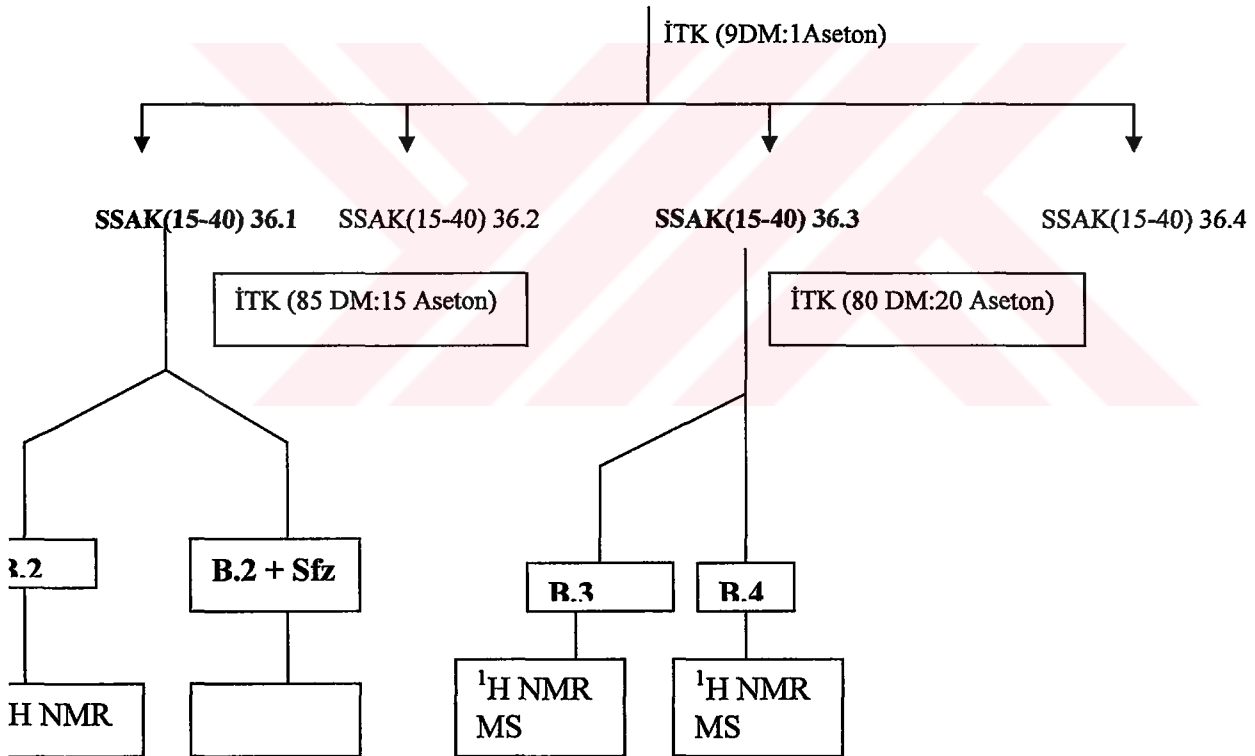 İTK (9DM:1Aseton)
SSAK(15-40) 36.1 SSAK(15-40) 36.2 SSAK(15-40) 36.3 SSAK(15-40) 36.4
İTK (85 DM:15 Aseton)
İTK (80 DM:20 Aseton)
B.2
B.2 + Sfz
B.3
B.4
H NMR
¹H NMR
MS
¹H NMR
MS